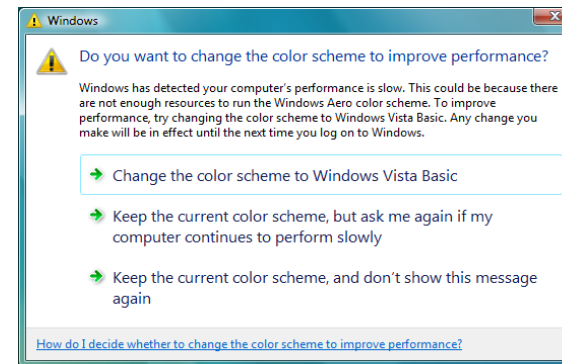 Windows
Do you want to change the color scheme to improve performance?
Windows has detected your computer's performance is slow. This could be because there
are not enough resources to run the Windows Aero color scheme. To improve
performance, try changing the color scheme to Windows Vista Basic. Any change you
make will be in effect until the next time you log on to Windows.
Change the color scheme to Windows Vista Basic
Keep the current color scheme, but ask me again if my
computer continues to perform slowly
Keep the current color scheme, and don't show this message
again
How do I decide whether to change the color scheme to improve performance?